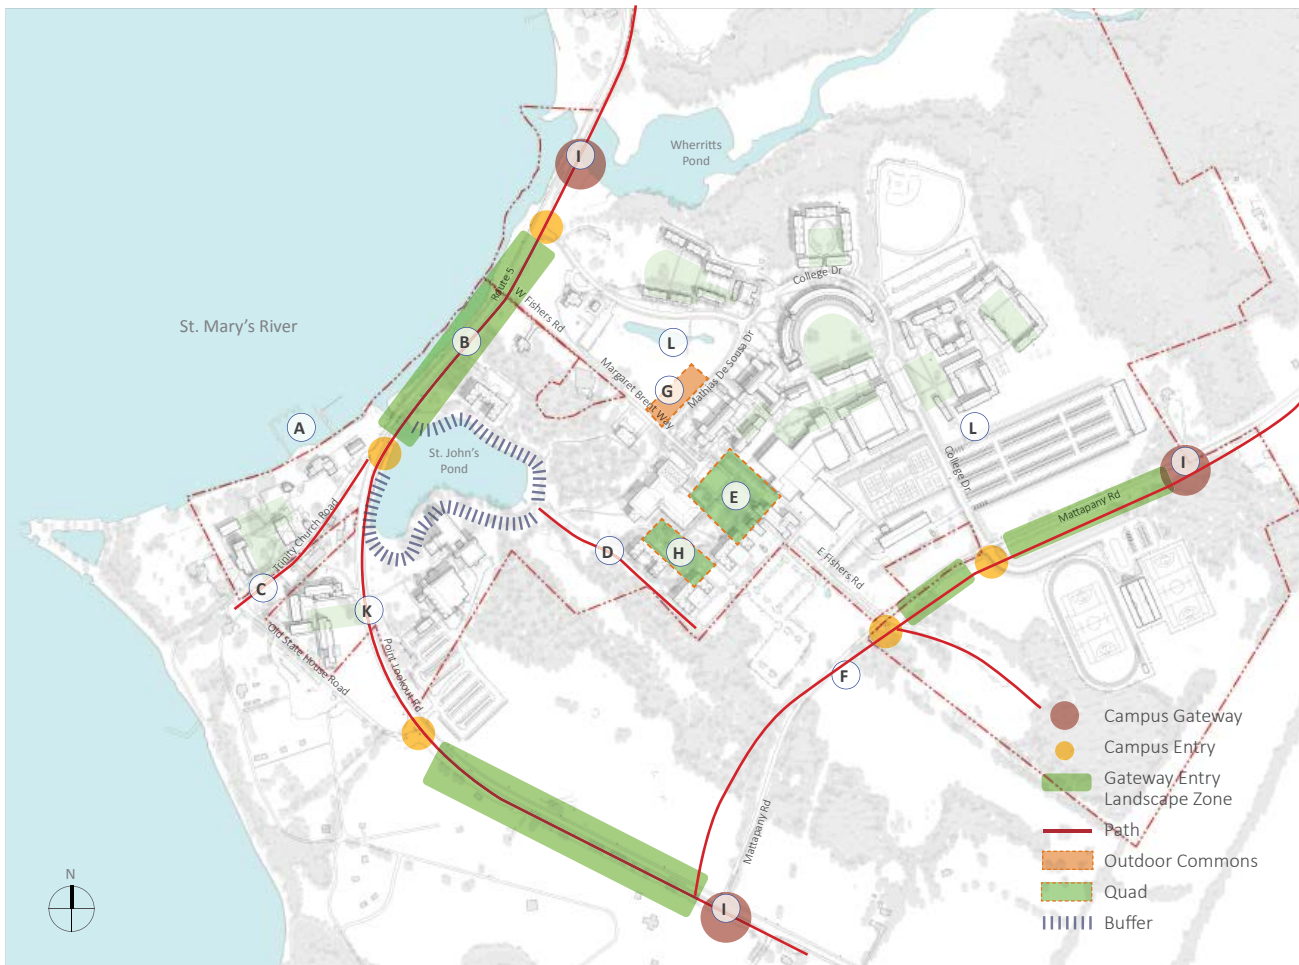 I
Wherritts
Pond
College Dr
Route 5
W Fishers Rd
St. Mary's River
B
L
Mathias De Sousa Dr
Margaret Brent Way
G
A
L
St. John's
Pond
College Dr.
I
E
Mattapany Rd
Trinity Church Road
D
H
E Fishers Rd
C
K
Old State House Road
Point Lookout Rd
F
Campus Gateway
Campus Entry
Gateway Entry
Landscape Zone
Mattapany Rd
Path
Outdoor Commons
N
Quad
I
Buffer